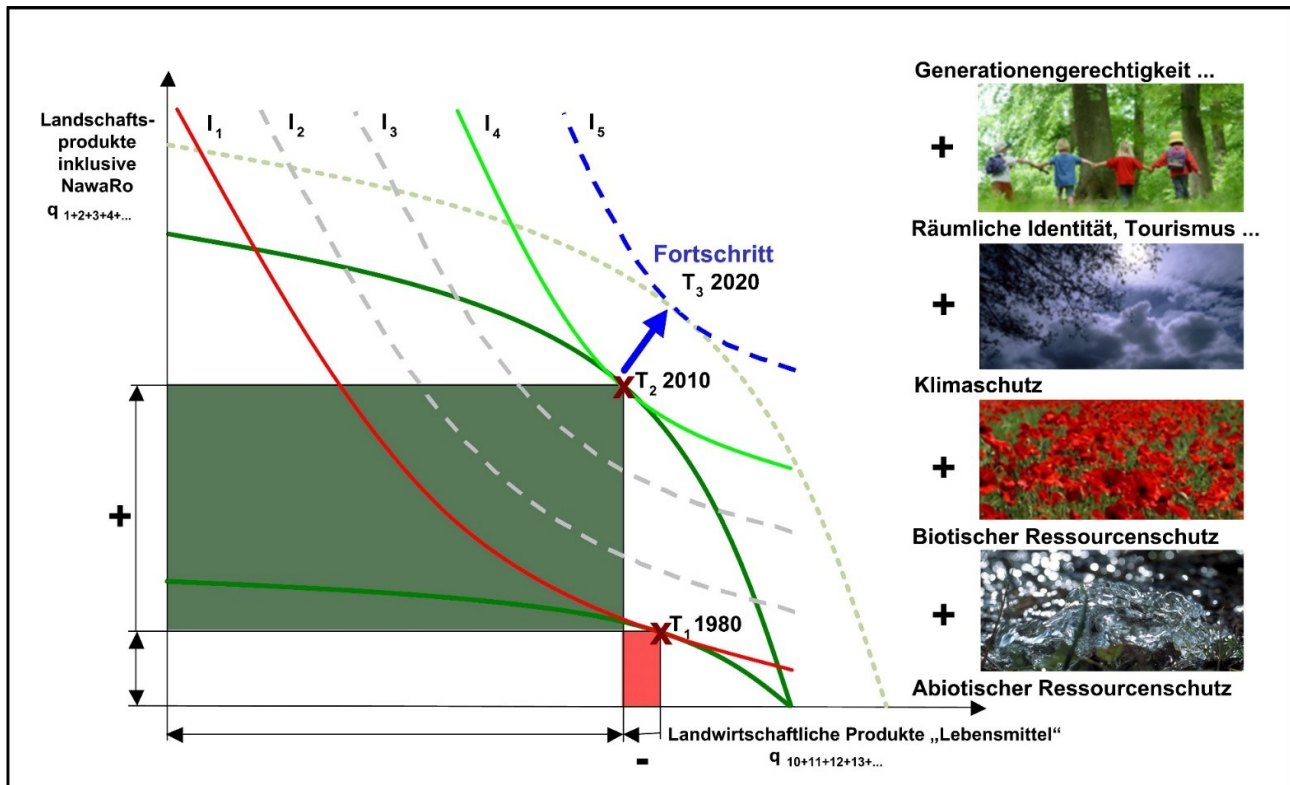 Landschafts-
produkte
inklusive
NawaRo
q 1+2+3+4+...
I1
I2
I3
I4
I5
Fortschritt
T3 2020
T2 2010
T1 1980
+
-
Landwirtschaftliche Produkte „Lebensmittel“
q 10+11+12+13+...
Generationengerechtigkeit ...
+
Räumliche Identität, Tourismus ...
+
Klimaschutz
+
Biotischer Ressourcenschutz
+
Abiotischer Ressourcenschutz